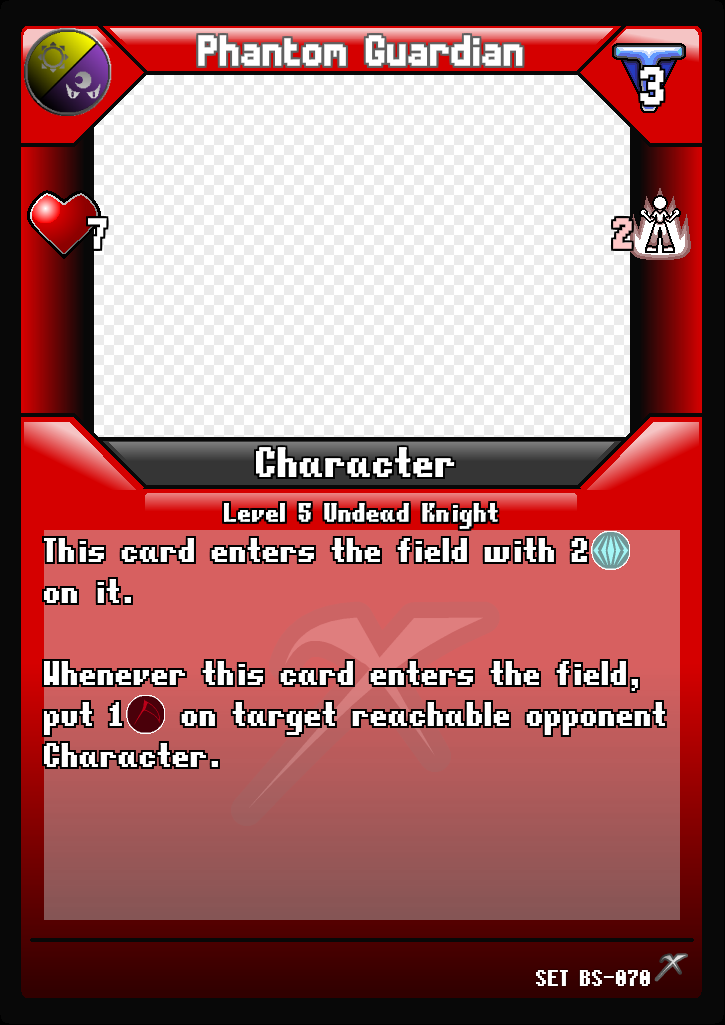 Phantom Guardian
3
7
2
Character
Level 5 Undead Knight
This card enters the field with 2
on it.
Whenever this card enters the field,
put 1 on target reachable opponent
Character.
SET BS-070